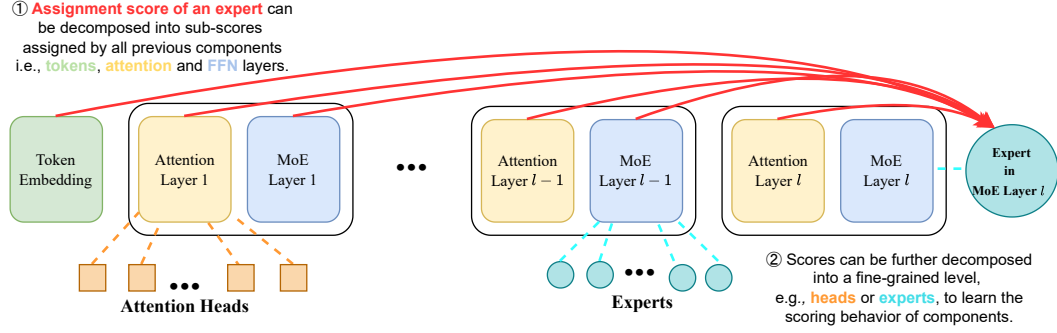 ① Assignment score of an expert can
be decomposed into sub-scores
assigned by all previous components
i.e., tokens, attention and FFN layers.
Token
Embedding
Attention
Layer 1
MoE
Layer 1
•••
Attention
Layer l − 1
MoE
Layer l − 1
Attention
Layer l
MoE
Layer l
Expert
in
MoE Layer l
•••
Attention Heads
•••
Experts
② Scores can be further decomposed
into a fine-grained level,
e.g., heads or experts, to learn the
scoring behavior of components.